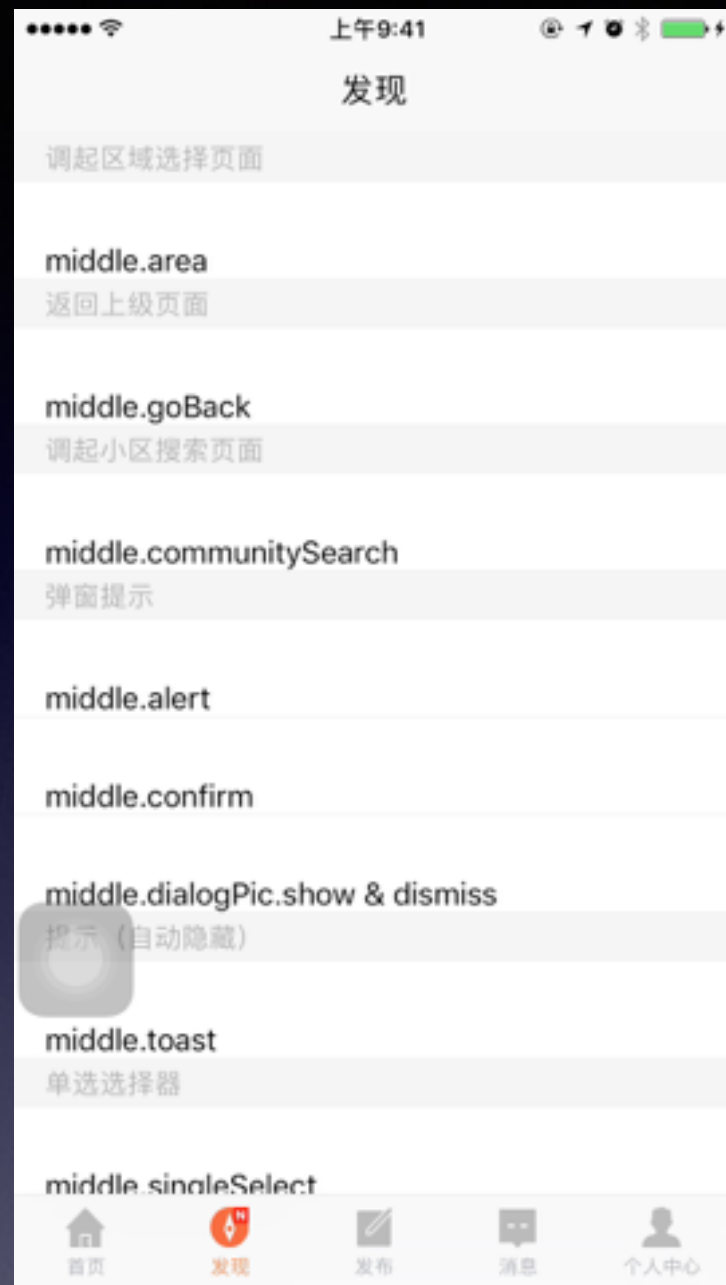 上午9:41
发现
调起区域选择页面
middle.area
返回上级页面
middle.goBack
调起小区搜索页面
middle.communitySearch
弹窗提示
middle.alert
middle.confirm
middle.dialogPic.show & dismiss
提示（自动隐藏）
middle.toast
单选选择器
middle.singleSelect
N
首页 发现 发布 消息 个人中心